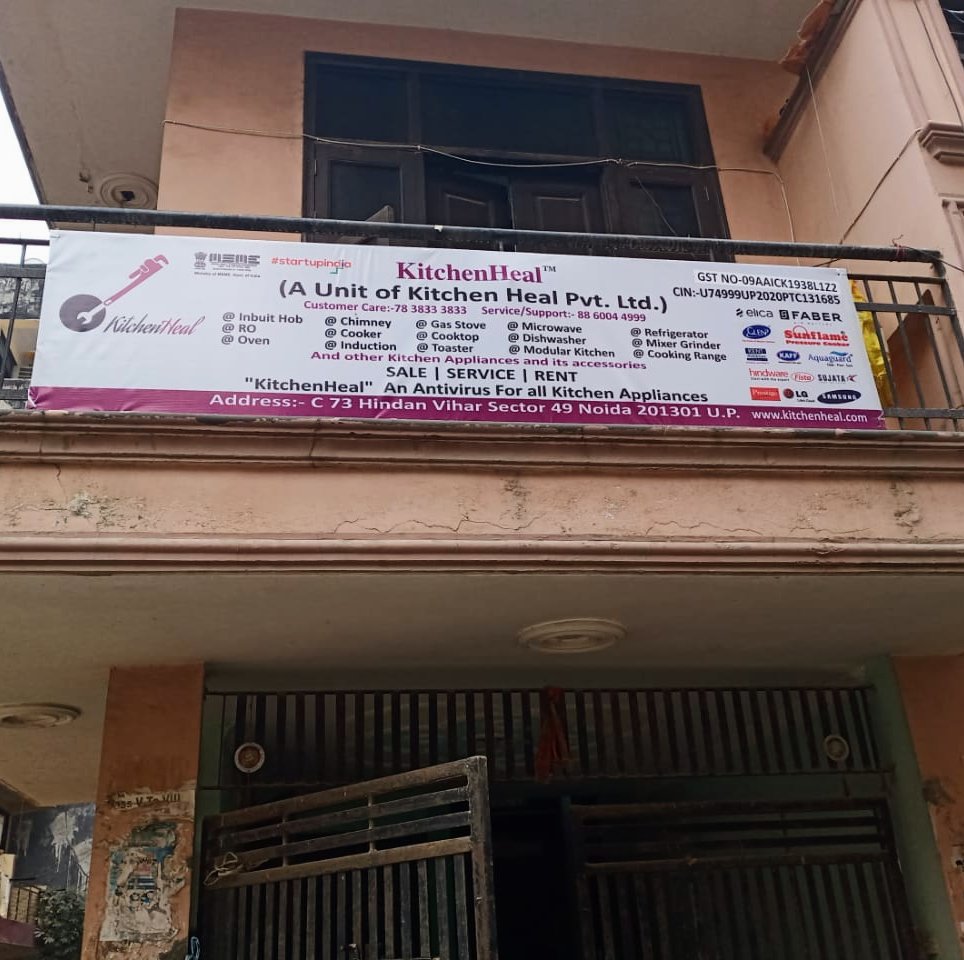 MSME
#startupindia
KitchenHeal™
GST NO-09AAICK1938L1Z2
(A Unit of Kitchen Heal Pvt. Ltd.)
CIN:-U74999UP2020PTC131685
Customer Care:-78 3833 3833 Service/Support:- 88 6004 4999
KitchenHeal
@ Inbuit Hob @ Chimney @ Gas Stove @ Microwave @ Refrigerator
@ RO @ Cooker @ Cooktop @ Dishwasher @ Mixer Grinder
@ Oven @ Induction @ Toaster @ Modular Kitchen @ Cooking Range
And other Kitchen Appliances and its accessories
SALE | SERVICE | RENT
"KitchenHeal" An Antivirus For all Kitchen Appliances
elica FABER
GLEN Sunflame
Pressure Cooker
KAFF Aquaguard
hindware SUJATA
Prestige LG SAMSUNG
Address:- C 73 Hindan Vihar Sector 49 Noida 201301 U.P. www.kitchenheal.com